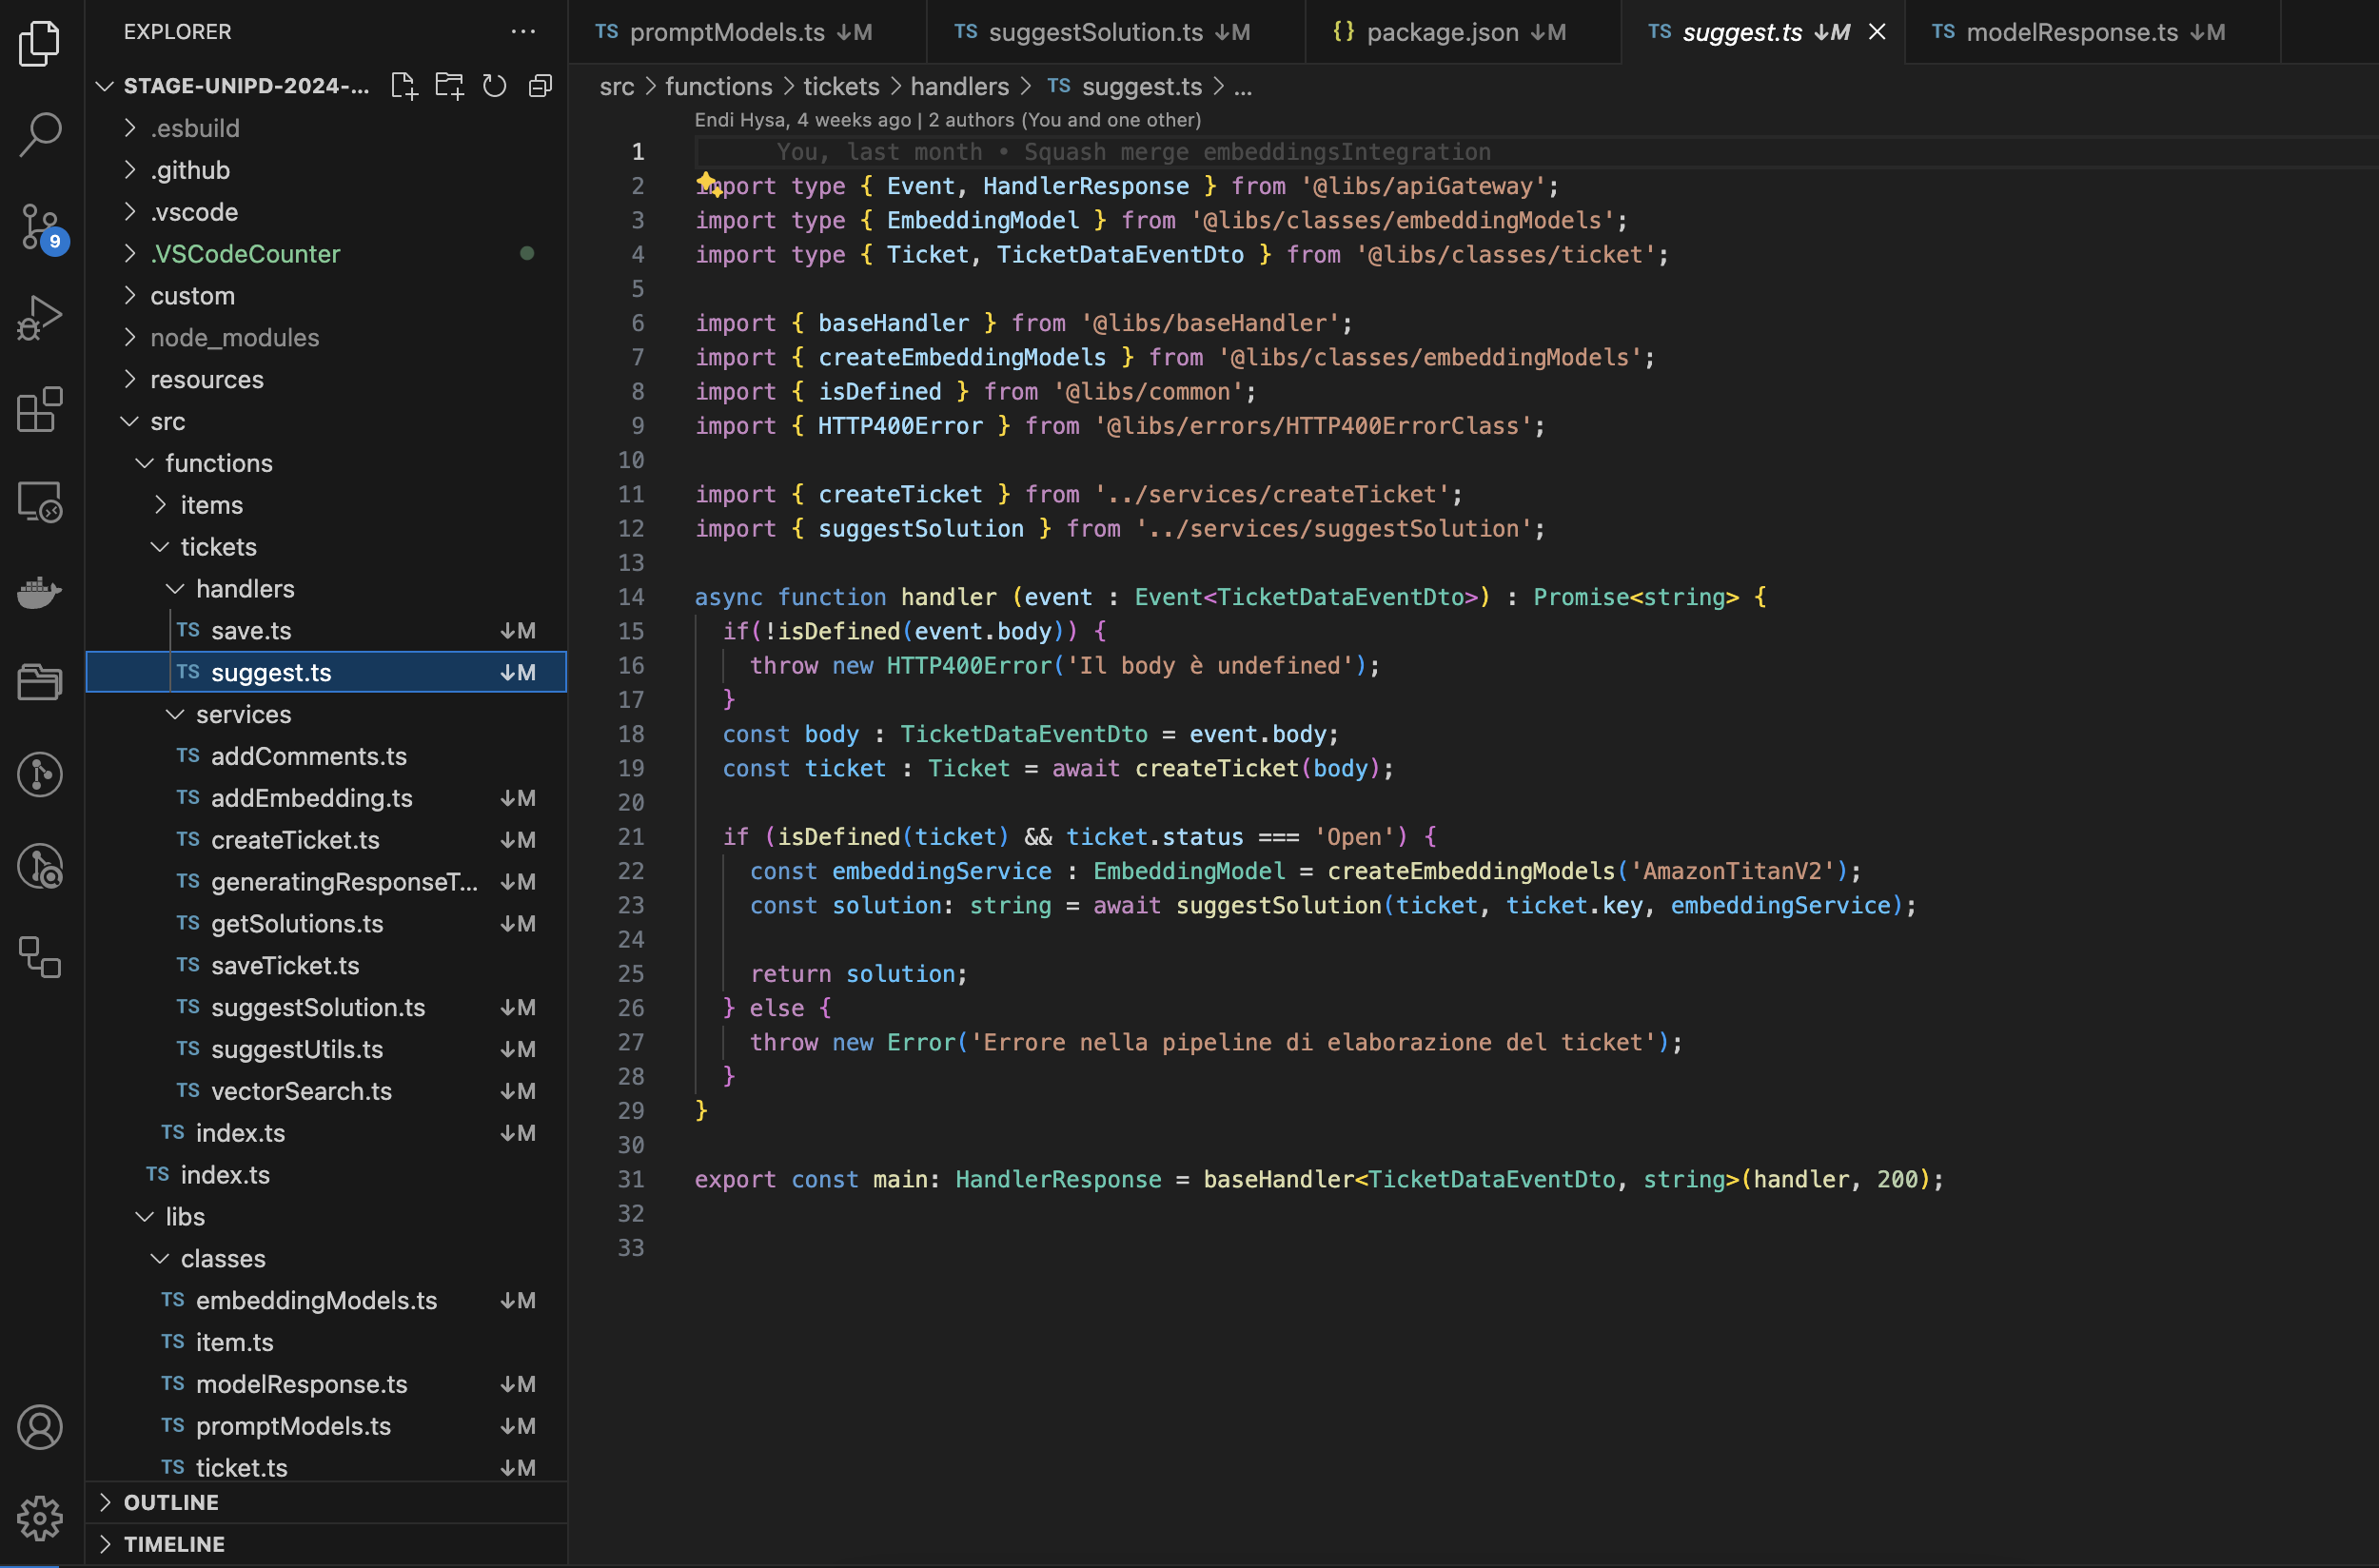 EXPLORER ...
STAGE-UNIPD-2024-...
.esbuild
.github
.vscode
.VSCodeCounter
custom
node_modules
resources
src
functions
items
tickets
handlers
TS save.ts ↓M
TS suggest.ts ↓M
services
TS addComments.ts
TS addEmbedding.ts ↓M
TS createTicket.ts ↓M
TS generatingResponseT... ↓M
TS getSolutions.ts ↓M
TS saveTicket.ts
TS suggestSolution.ts ↓M
TS suggestUtils.ts ↓M
TS vectorSearch.ts ↓M
TS index.ts ↓M
TS index.ts
libs
classes
TS embeddingModels.ts ↓M
TS item.ts
TS modelResponse.ts ↓M
TS promptModels.ts ↓M
TS ticket.ts ↓M
OUTLINE
TIMELINE
9
TS promptModels.ts ↓M TS suggestSolution.ts ↓M {} package.json ↓M TS suggest.ts ↓M TS modelResponse.ts ↓M
src > functions > tickets > handlers > TS suggest.ts > ...
Endi Hysa, 4 weeks ago | 2 authors (You and one other)
1 You, last month • Squash merge embeddingsIntegration
2 import type { Event, HandlerResponse } from '@libs/apiGateway';
3 import type { EmbeddingModel } from '@libs/classes/embeddingModels';
4 import type { Ticket, TicketDataEventDto } from '@libs/classes/ticket';
5
6 import { baseHandler } from '@libs/baseHandler';
7 import { createEmbeddingModels } from '@libs/classes/embeddingModels';
8 import { isDefined } from '@libs/common';
9 import { HTTP400Error } from '@libs/errors/HTTP400ErrorClass';
10
11 import { createTicket } from '../services/createTicket';
12 import { suggestSolution } from '../services/suggestSolution';
13
14 async function handler (event : Event<TicketDataEventDto>) : Promise<string> {
15 if(!isDefined(event.body)) {
16 throw new HTTP400Error('Il body è undefined');
17 }
18 const body : TicketDataEventDto = event.body;
19 const ticket : Ticket = await createTicket(body);
20
21 if (isDefined(ticket) && ticket.status === 'Open') {
22 const embeddingService : EmbeddingModel = createEmbeddingModels('AmazonTitanV2');
23 const solution: string = await suggestSolution(ticket, ticket.key, embeddingService);
24
25 return solution;
26 } else {
27 throw new Error('Errore nella pipeline di elaborazione del ticket');
28 }
29 }
30
31 export const main: HandlerResponse = baseHandler<TicketDataEventDto, string>(handler, 200);
32
33